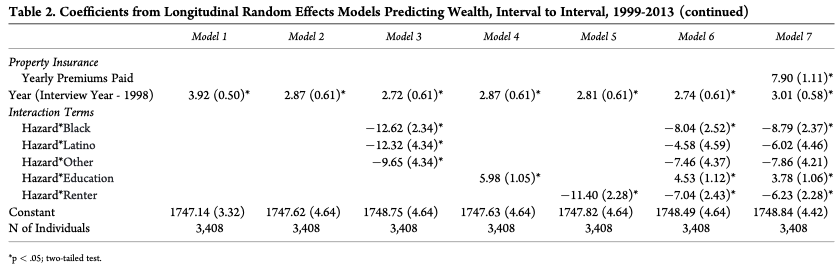 Table 2. Coefficients from Longitudinal Random Effects Models Predicting Wealth, Interval to Interval, 1999-2013 (continued)
Model 1 Model 2 Model 3 Model 4 Model 5 Model 6 Model 7
Property Insurance
Yearly Premiums Paid 7.90 (1.11)*
Year (Interview Year - 1998) 3.92 (0.50)* 2.87 (0.61)* 2.72 (0.61)* 2.87 (0.61)* 2.81 (0.61)* 2.74 (0.61)* 3.01 (0.58)*
Interaction Terms
Hazard*Black −12.62 (2.34)* −8.04 (2.52)* −8.79 (2.37)*
Hazard*Latino −12.32 (4.34)* −4.58 (4.59) −6.02 (4.46)
Hazard*Other −9.65 (4.34)* −7.46 (4.37) −7.86 (4.21)
Hazard*Education 5.98 (1.05)* 4.53 (1.12)* 3.78 (1.06)*
Hazard*Renter −11.40 (2.28)* −7.04 (2.43)* −6.23 (2.28)*
Constant 1747.14 (3.32) 1747.62 (4.64) 1748.75 (4.64) 1747.63 (4.64) 1747.82 (4.64) 1748.49 (4.64) 1748.84 (4.42)
N of Individuals 3,408 3,408 3,408 3,408 3,408 3,408 3,408
*p < .05; two-tailed test.